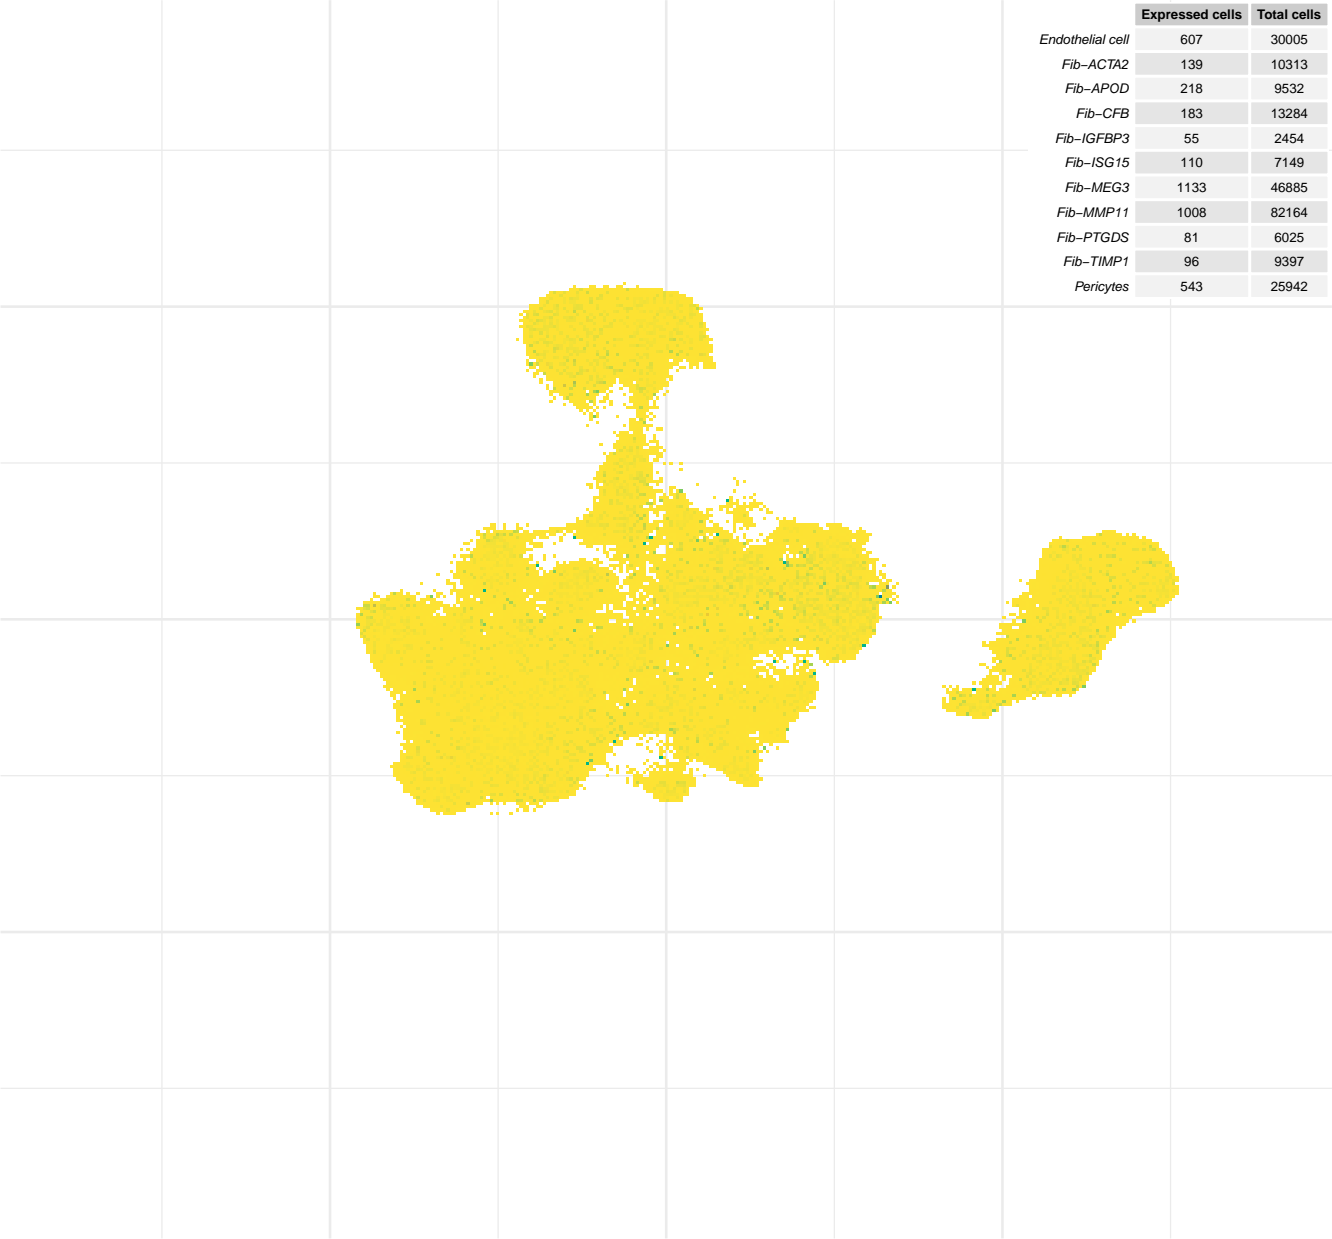 Expressed cells Total cells
Endothelial cell 607 30005
Fib−ACTA2 139 10313
Fib−APOD 218 9532
Fib−CFB 183 13284
Fib−IGFBP3 55 2454
Fib−ISG15 110 7149
Fib−MEG3 1133 46885
Fib−MMP11 1008 82164
Fib−PTGDS 81 6025
Fib−TIMP1 96 9397
Pericytes 543 25942